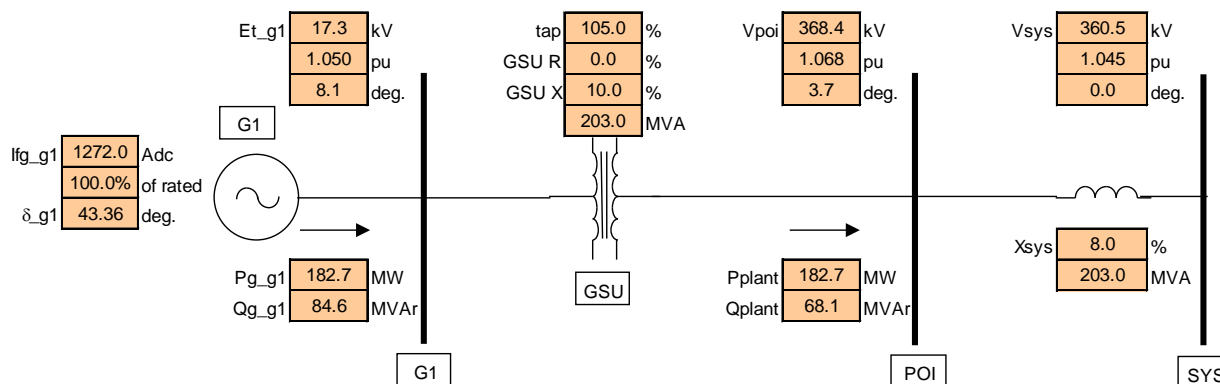 Et_g1 17.3 kV
1.050 pu
8.1 deg.
tap 105.0 %
GSU R 0.0 %
GSU X 10.0 %
203.0 MVA
Vpoi 368.4 kV
1.068 pu
3.7 deg.
Vsys 360.5 kV
1.045 pu
0.0 deg.
G1
Ifg_g1 1272.0 Adc
100.0% of rated
δ_g1 43.36 deg.
Pg_g1 182.7 MW
Qg_g1 84.6 MVAr
GSU
Pplant 182.7 MW
Qplant 68.1 MVAr
Xsys 8.0 %
203.0 MVA
G1
POI
SYS